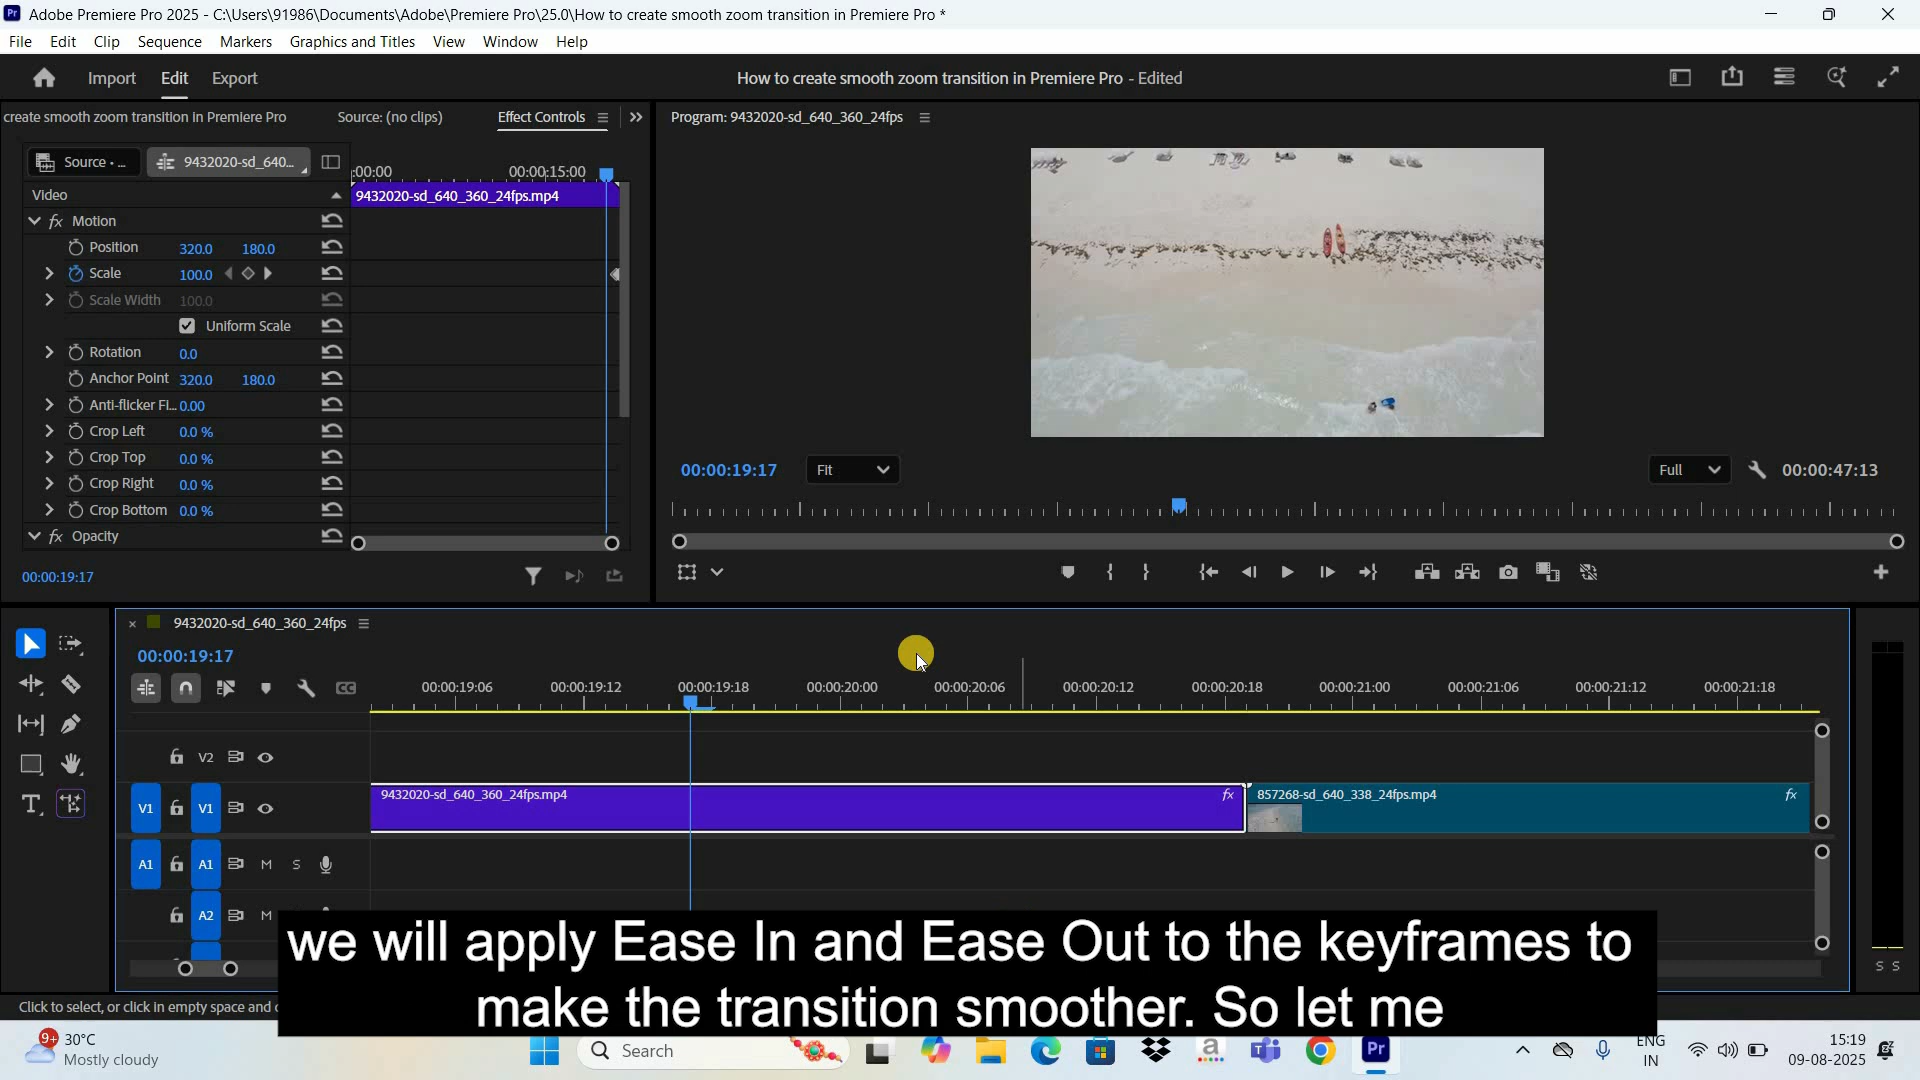 Adobe Premiere Pro 2025 - C:\Users\91986\Documents\Adobe\Premiere Pro\25.0\How to create smooth zoom transition in Premiere Pro *
File Edit Clip Sequence Markers Graphics and Titles View Window Help
Import Edit Export
How to create smooth zoom transition in Premiere Pro - Edited
create smooth zoom transition in Premiere Pro Source: (no clips) Effect Controls
Program: 9432020-sd_640_360_24fps
Source • ... 9432020-sd_640...
:00:00 00:00:15:00
Video
9432020-sd_640_360_24fps.mp4
fx Motion
Position 320.0 180.0
Scale 100.0
Scale Width 100.0
Uniform Scale
Rotation 0.0
Anchor Point 320.0 180.0
Anti-flicker Fi... 0.00
Crop Left 0.0 %
Crop Top 0.0 %
Crop Right 0.0 %
Crop Bottom 0.0 %
fx Opacity
00:00:19:17
00:00:19:17 Fit Full 00:00:47:13
9432020-sd_640_360_24fps
00:00:19:17
CC
00:00:19:06 00:00:19:12 00:00:19:18 00:00:20:00 00:00:20:06 00:00:20:12 00:00:20:18 00:00:21:00 00:00:21:06 00:00:21:12 00:00:21:18
V2
V1 V1
9432020-sd_640_360_24fps.mp4 fx
857268-sd_640_338_24fps.mp4 fx
A1 A1 M S
A2 M
S S
we will apply Ease In and Ease Out to the keyframes to
make the transition smoother. So let me
Click to select, or click in empty space and
9+
30°C
Mostly cloudy
Search
a
Pr
ENG
IN
15:19
09-08-2025